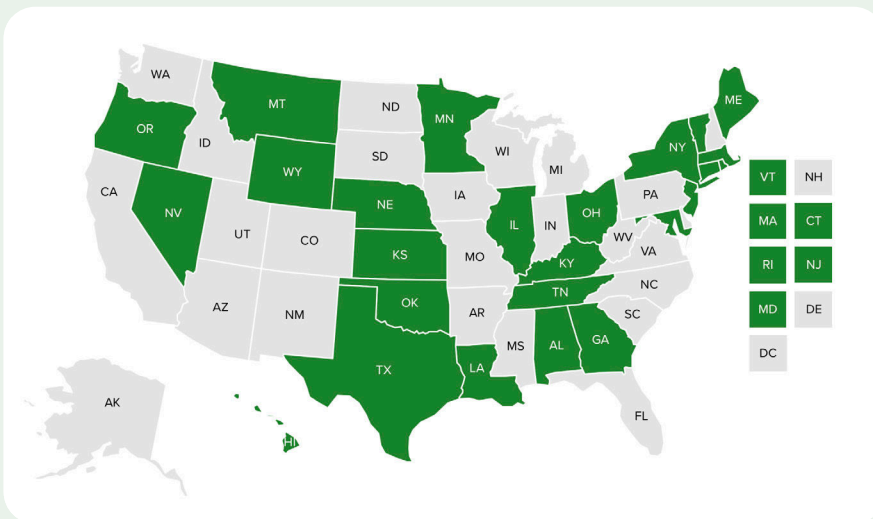 WA
MT
ND
MN
ME
OR
ID
WI
NY
SD
WY
MI
VT
NH
CA
IA
PA
NE
NV
OH
MA
CT
IL
IN
UT
CO
WV
VA
KS
MO
KY
RI
NJ
NC
TN
OK
AZ
NM
AR
SC
MD
DE
GA
MS
AL
DC
TX
LA
AK
FL
HI